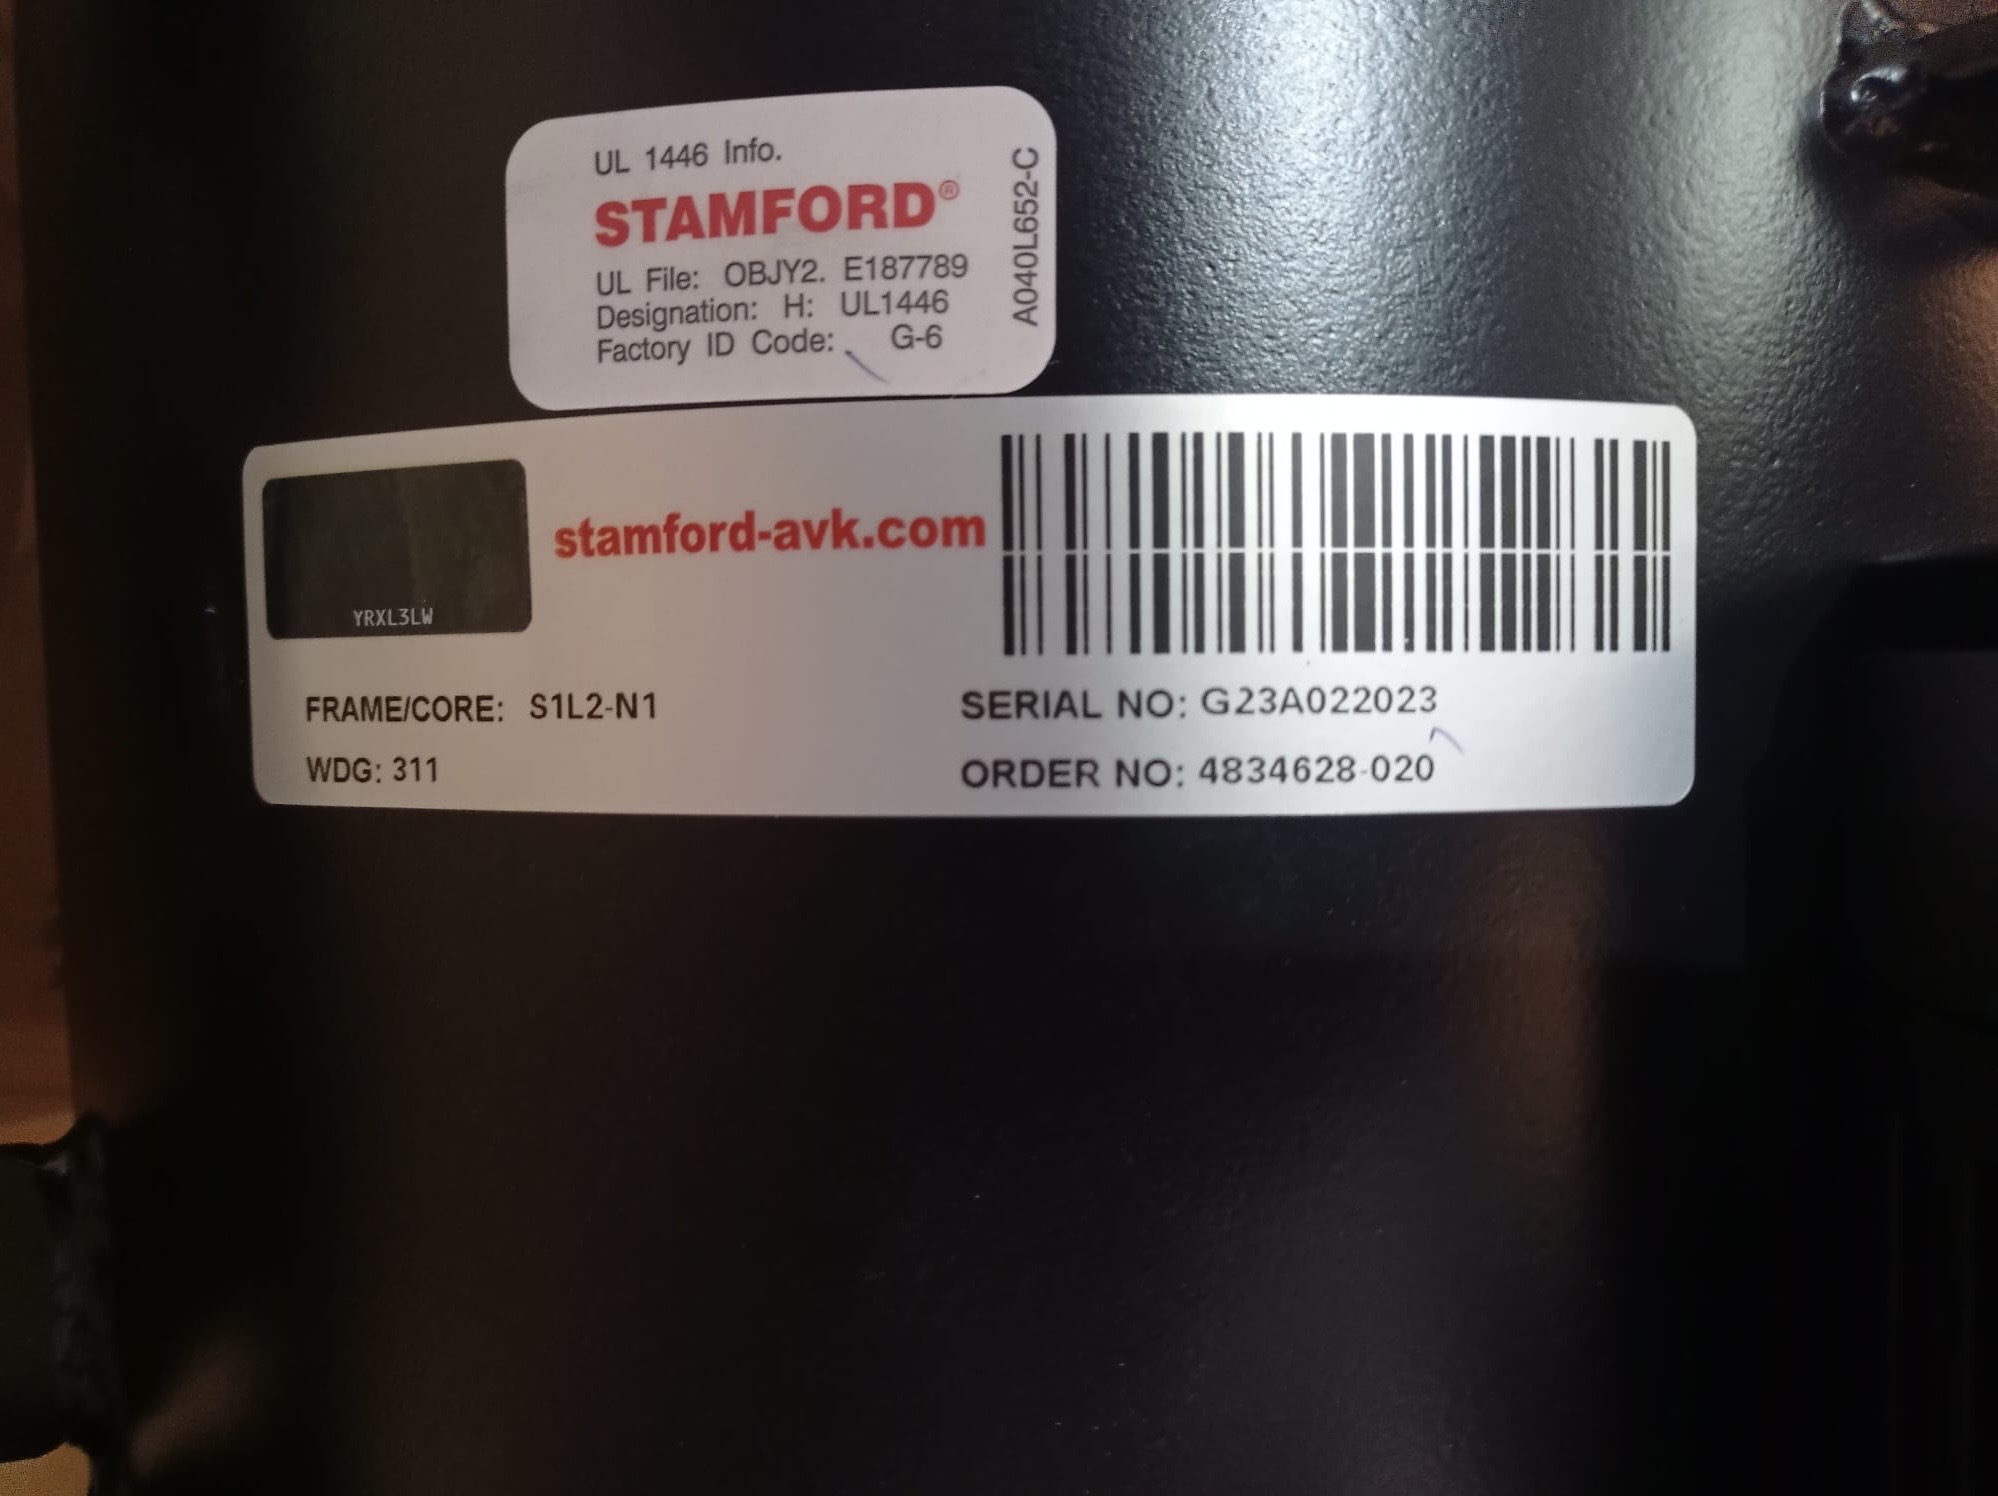 UL 1446 Info.
STAMFORD®
UL File: OBJY2. E187789
Designation: H: UL1446
Factory ID Code: G-6
A040L652-C
stamford-avk.com
YRXL3LW
FRAME/CORE: S1L2-N1
SERIAL NO: G23A022023
WDG: 311
ORDER NO: 4834628-020